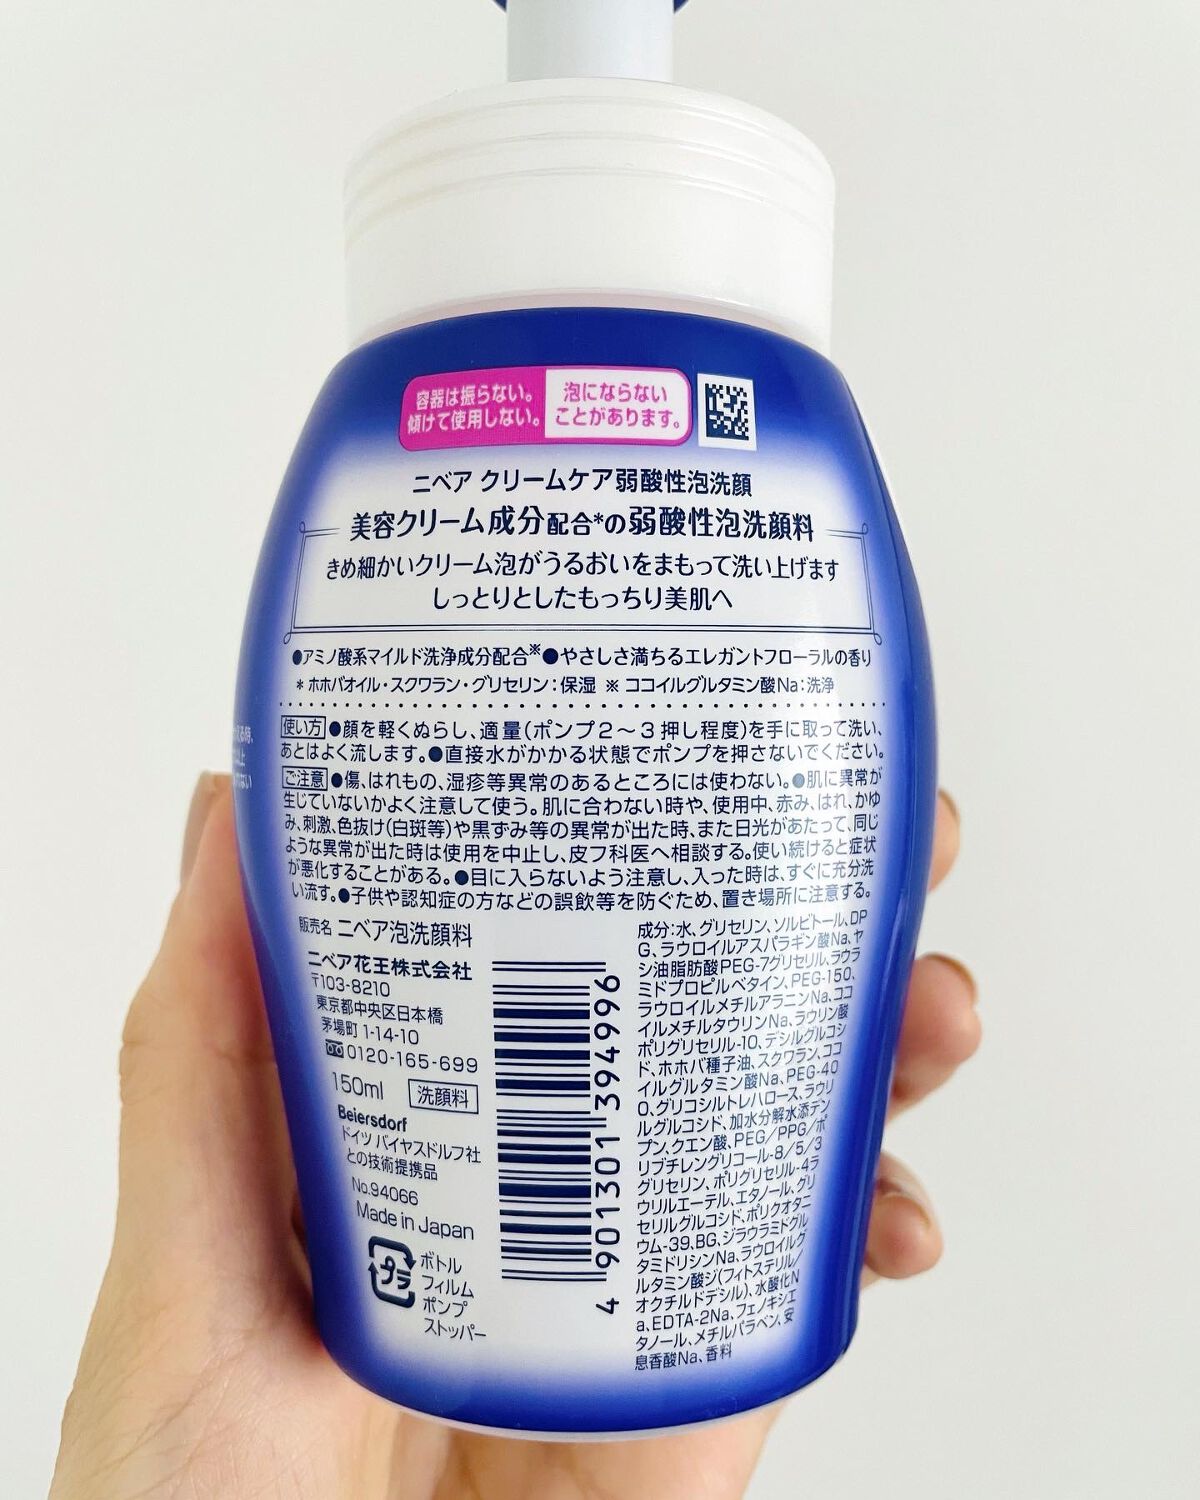 容器は振らない。
傾けて使用しない。
泡にならない
ことがあります。
ニベア クリームケア弱酸性泡洗顔
美容クリーム成分配合*の弱酸性泡洗顔料
きめ細かいクリーム泡がうるおいをまもって洗い上げます
しっとりとしたもっちり美肌へ
●アミノ酸系マイルド洗浄成分配合※●やさしさ満ちるエレガントフローラルの香り
* ホホバオイル・スクワラン・グリセリン:保湿 ※ ココイルグルタミン酸Na:洗浄
使い方 ●顔を軽くぬらし、適量(ポンプ2～3押し程度)を手に取って洗い、
あとはよく流します。●直接水がかかる状態でポンプを押さないでください。
ご注意 ●傷、はれもの、湿疹等異常のあるところには使わない。●肌に異常が
生じていないかよく注意して使う。肌に合わない時や、使用中、赤み、はれ、かゆ
み、刺激、色抜け(白斑等)や黒ずみ等の異常が出た時、また日光があたって、同じ
ような異常が出た時は使用を中止し、皮フ科医へ相談する。使い続けると症状
が悪化することがある。●目に入らないよう注意し、入った時は、すぐに充分洗
い流す。●子供や認知症の方などの誤飲等を防ぐため、置き場所に注意する。
販売名 ニベア泡洗顔料
ニベア花王株式会社
〒103-8210
東京都中央区日本橋
茅場町1-14-10
0120-165-699
150ml 洗顔料
Beiersdorf
ドイツ バイヤスドルフ社
との技術提携品
No.94066
Made in Japan
プラ
ボトル
フィルム
ポンプ
ストッパー
4 901301 394996
成分:水、グリセリン、ソルビトール、DP
G、ラウロイルアスパラギン酸Na、ヤ
シ油脂肪酸PEG-7グリセリル、ラウラ
ミドプロピルベタイン、PEG-150、
ラウロイルメチルアラニンNa、ココ
イルメチルタウリンNa、ラウリン酸
ポリグリセリル-10、デシルグルコシ
ド、ホホバ種子油、スクワラン、ココ
イルグルタミン酸Na、PEG-40
0、グリコシルトレハロース、ラウリ
ルグルコシド、加水分解水添デン
プン、クエン酸、PEG/PPG/ポ
リブチレングリコール-8/5/3
グリセリン、ポリグリセリル-4ラ
ウリルエーテル、エタノール、グリ
セリルグルコシド、ポリクオタニ
ウム-39、BG、ジラウラミドグル
タミドリシンNa、ラウロイルグ
ルタミン酸ジ(フィトステリル/
オクチルドデシル)、水酸化N
a、EDTA-2Na、フェノキシエ
タノール、メチルパラベン、安
息香酸Na、香料